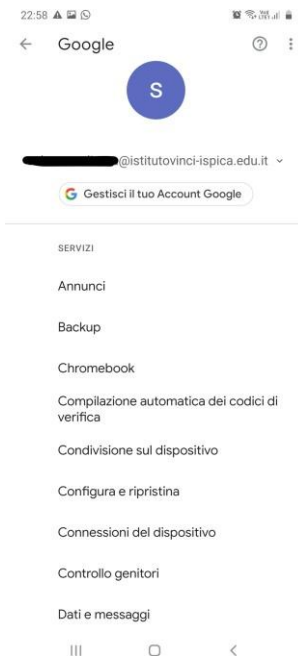 22:58
Google
S
@istitutovinci-ispica.edu.it
G Gestisci il tuo Account Google
SERVIZI
Annunci
Backup
Chromebook
Compilazione automatica dei codici di
verifica
Condivisione sul dispositivo
Configura e ripristina
Connessioni del dispositivo
Controllo genitori
Dati e messaggi